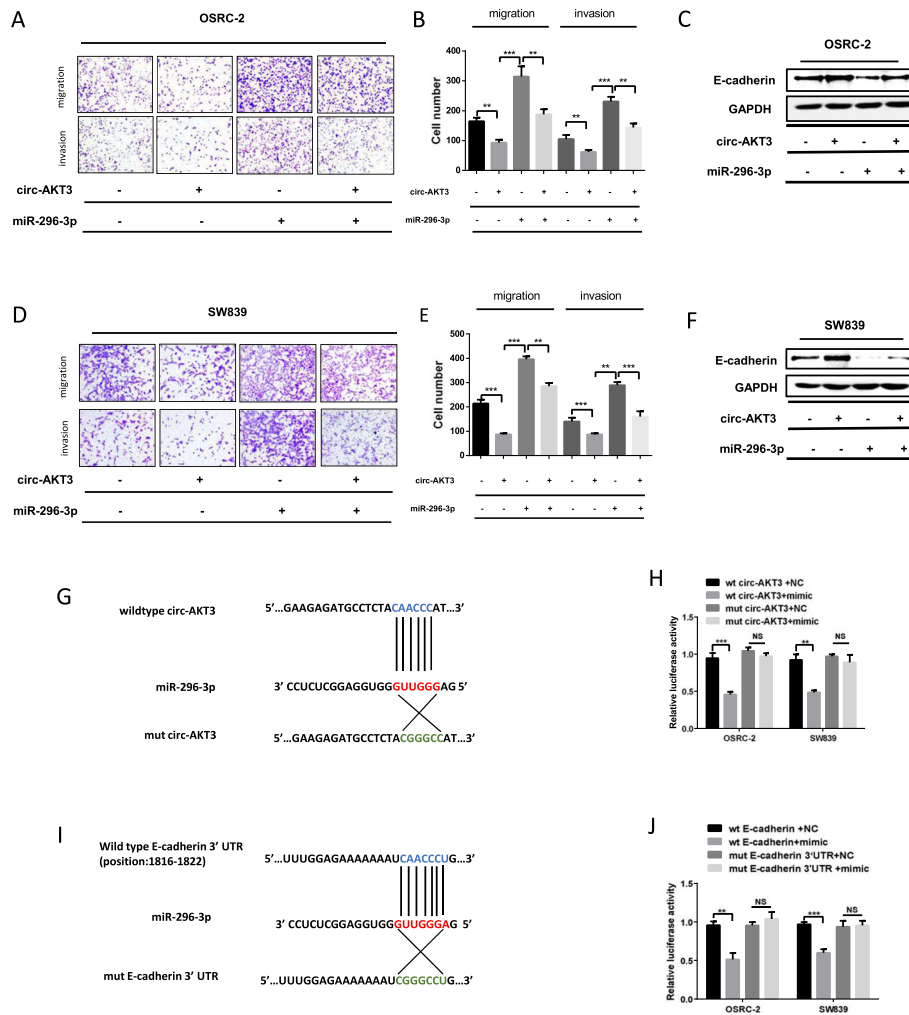 A
OSRC-2
migration
invasion
circ-AKT3 - + - +
miR-296-3p - - + +
B
migration invasion
Cell number
400
300
200
100
0
** *** ** ** *** **
circ-AKT3 - + - + - + - +
miR-296-3p - - + + - - + +
C
OSRC-2
E-cadherin
GAPDH
circ-AKT3 - + - +
miR-296-3p - - + +
D
SW839
migration
invasion
circ-AKT3 - + - +
miR-296-3p - - + +
E
migration invasion
Cell number
500
400
300
200
100
0
*** *** ** *** ** ***
circ-AKT3 - + - + - + - +
miR-296-3p - - + + - - + +
F
SW839
E-cadherin
GAPDH
circ-AKT3 - + - +
miR-296-3p - - + +
G
wildtype circ-AKT3 5’...GAAGAGAUGCCUCUACAACCCAU...3’
miR-296-3p 3’ CCUCUCGGAGGUGGGUUGGGAG 5’
mut circ-AKT3 5’...GAAGAGAUGCCUCUACGGGCCAU...3’
H
wt circ-AKT3 +NC
wt circ-AKT3+mimic
mut circ-AKT3+NC
mut circ-AKT3+mimic
Relative luciferase activity
1.5
1.0
0.5
0.0
*** NS ** NS
OSRC-2 SW839
I
Wild type E-cadherin 3’ UTR
(position:1816-1822) 5’...UUUGGAGAAAAAAUCAACCCUG...3’
miR-296-3p 3’ CCUCUCGGAGGUGGGUUGGGAG 5’
mut E-cadherin 3’ UTR 5’...UUUGGAGAAAAAAUCGGGCCUG...3’
J
wt E-cadherin +NC
wt E-cadherin+mimic
mut E-cadherin 3'UTR+NC
mut E-cadherin 3'UTR +mimic
Relative luciferase activity
1.5
1.0
0.5
0.0
** NS *** NS
OSRC-2 SW839